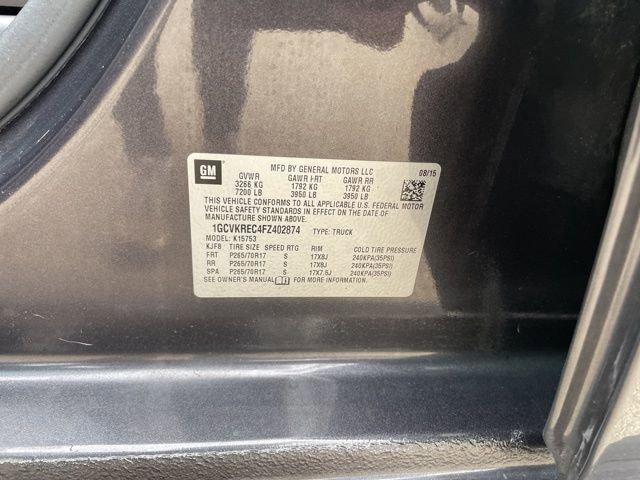 GM
MFD BY GENERAL MOTORS LLC 08/15
GVWR GAWR FRT GAWR RR
3266 KG 1792 KG 1792 KG
7200 LB 3950 LB 3950 LB
THIS VEHICLE CONFORMS TO ALL APPLICABLE U.S. FEDERAL MOTOR
VEHICLE SAFETY STANDARDS IN EFFECT ON THE DATE OF
MANUFACTURE SHOWN ABOVE.
1GCVKREC4FZ402874 TYPE: TRUCK
MODEL: K15753
KJF8 TIRE SIZE SPEED RTG RIM COLD TIRE PRESSURE
FRT P265/70R17 S 17X8J 240KPA(35PSI)
RR P265/70R17 S 17X8J 240KPA(35PSI)
SPA P265/70R17 S 17X7.5J 240KPA(35PSI)
SEE OWNER'S MANUAL FOR MORE INFORMATION.